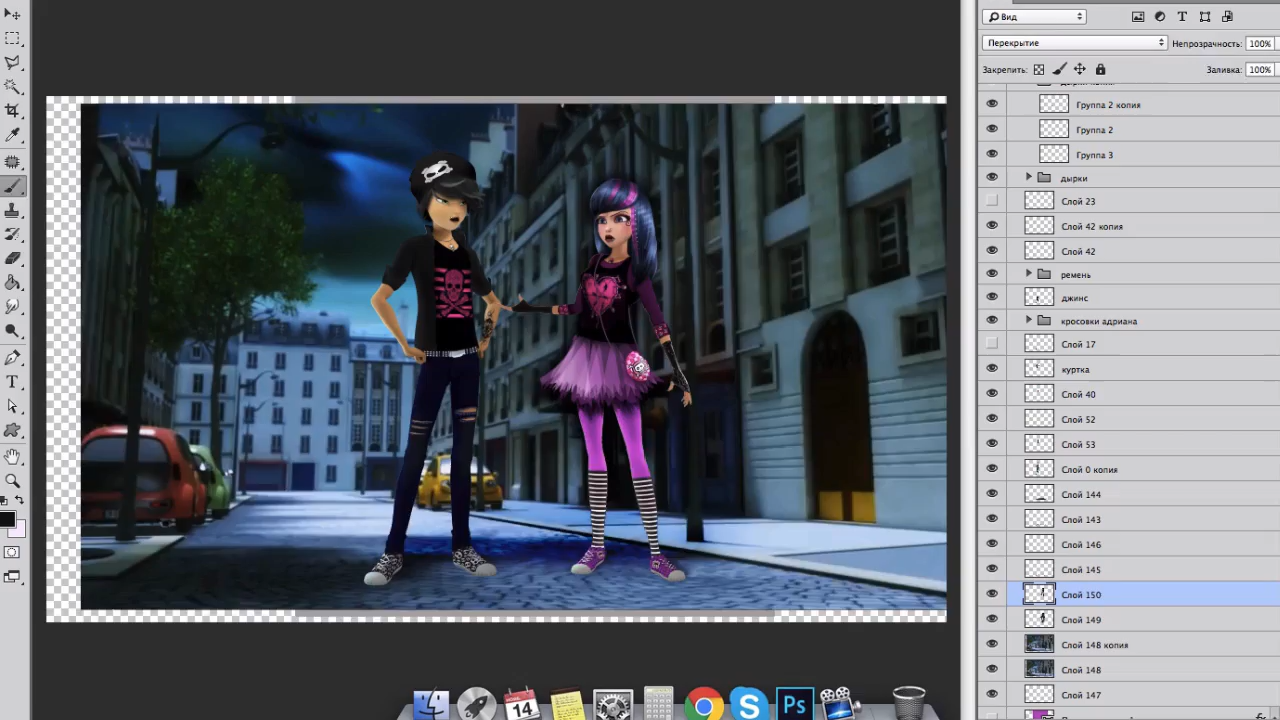 Вид
Перекрытие
Непрозрачность: 100%
Закрепить:
Заливка: 100%
Группа 2 копия
Группа 2
Группа 3
дырки
Слой 23
Слой 42 копия
Слой 42
ремень
джинс
кросовки адриана
Слой 17
куртка
Слой 40
Слой 52
Слой 53
Слой 0 копия
Слой 144
Слой 143
Слой 146
Слой 145
Слой 150
Слой 149
Слой 148 копия
Слой 148
Слой 147
14
S
Ps